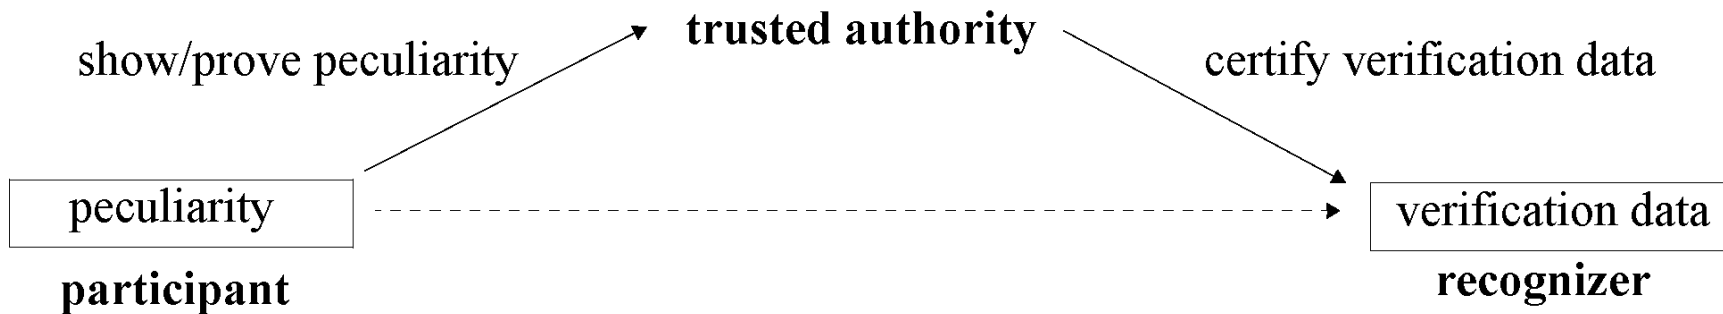 trusted authority
show/prove peculiarity
certify verification data
peculiarity
verification data
participant
recognizer